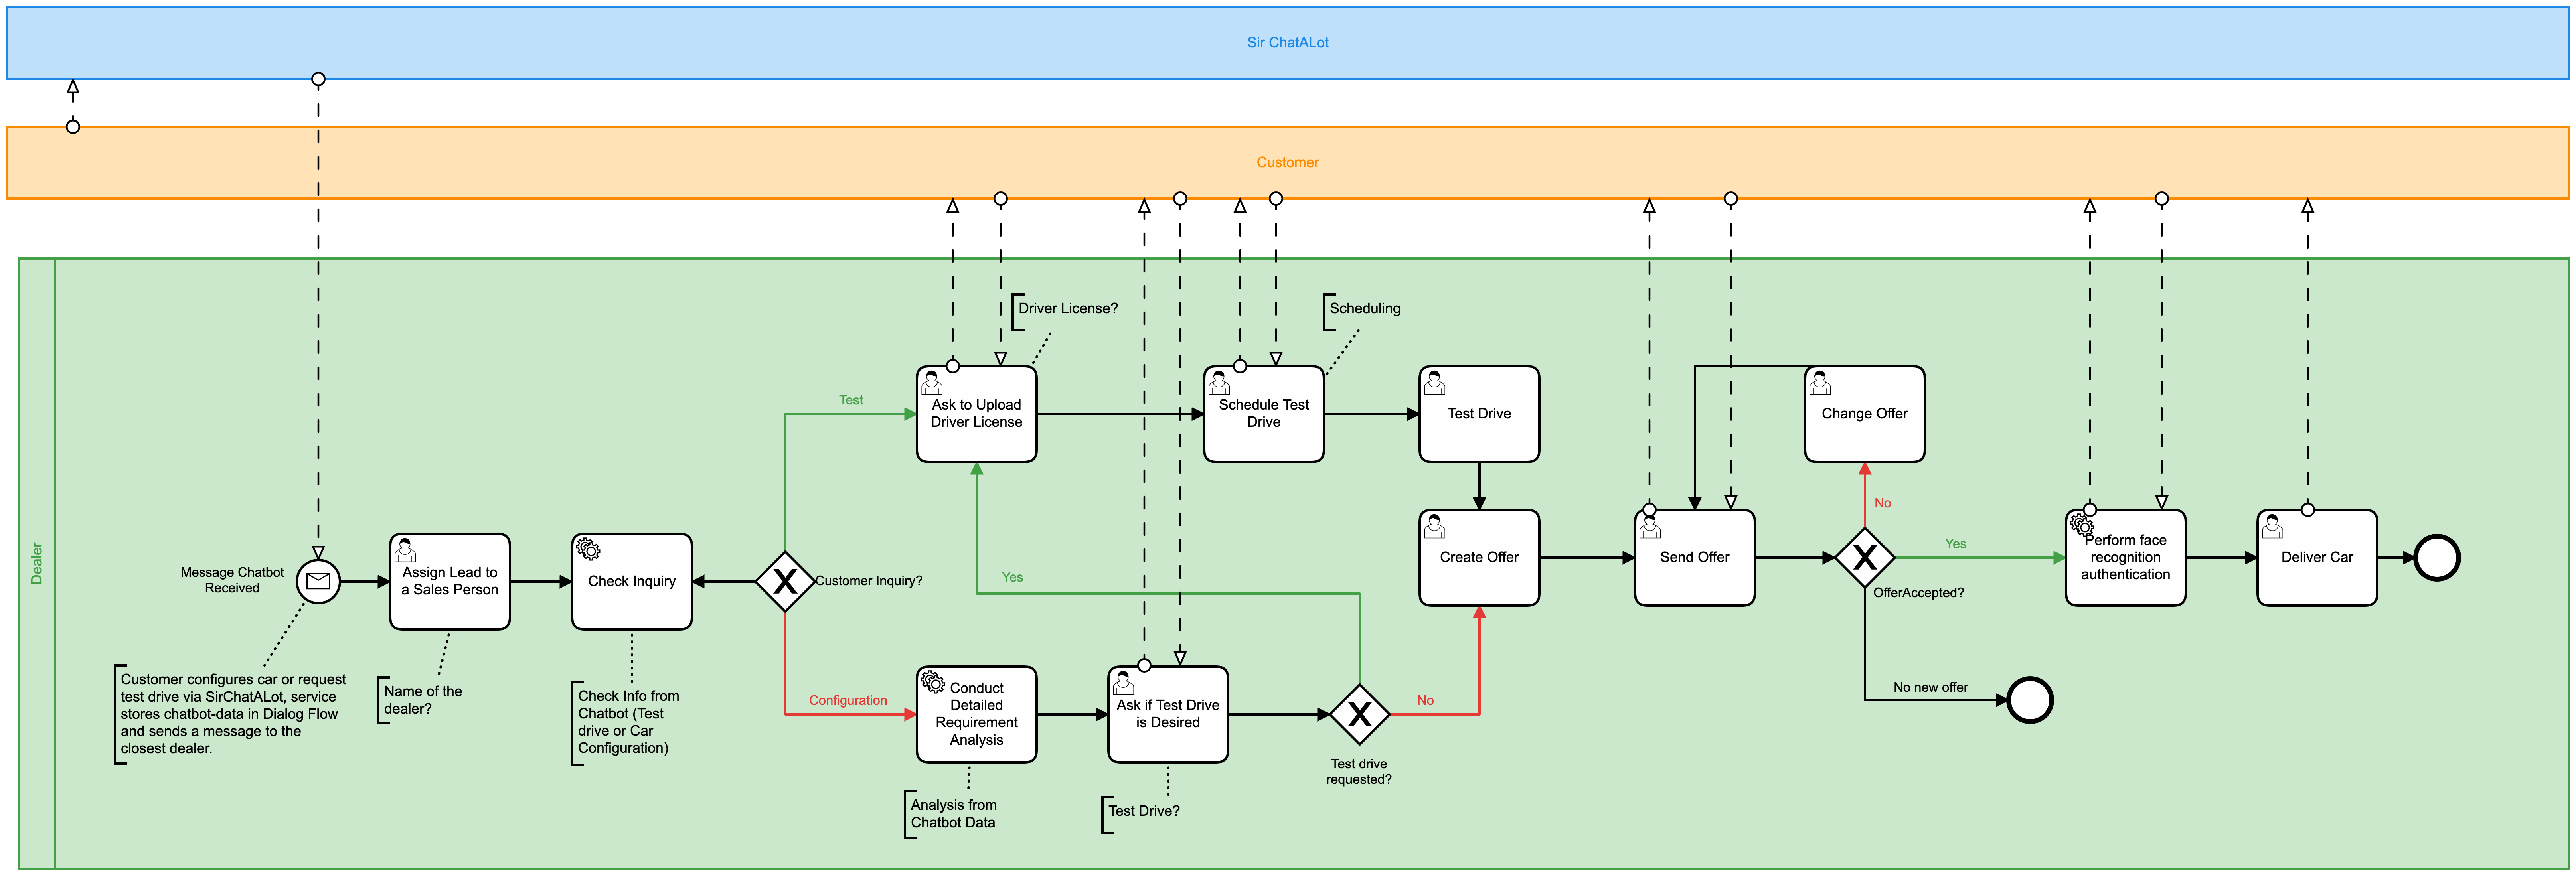 Sir ChatALot
Customer
Dealer
Message Chatbot
Received
Customer configures car or request
test drive via SirChatALot, service
stores chatbot-data in Dialog Flow
and sends a message to the
closest dealer.
Assign Lead to
a Sales Person
Name of the
dealer?
Check Inquiry
Check Info from
Chatbot (Test
drive or Car
Configuration)
Customer Inquiry?
Test
Configuration
Driver License?
Ask to Upload
Driver License
Yes
Conduct
Detailed
Requirement
Analysis
Analysis from
Chatbot Data
Ask if Test Drive
is Desired
Test Drive?
Scheduling
Schedule Test
Drive
Test drive
requested?
No
Test Drive
Create Offer
Send Offer
Change Offer
No
OfferAccepted?
Yes
No new offer
Perform face
recognition
authentication
Deliver Car